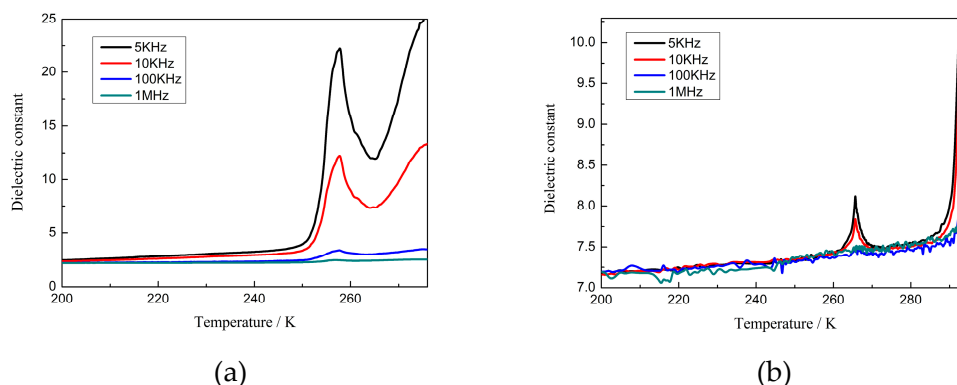 25
20
15
10
5
0
Dielectric constant
5KHz
10KHz
100KHz
1MHz
200 220 240 260
Temperature / K
(a)
10.0
9.5
9.0
8.5
8.0
7.5
7.0
Dielectric constant
5KHz
10KHz
100KHz
1MHz
200 220 240 260 280
Temperature / K
(b)